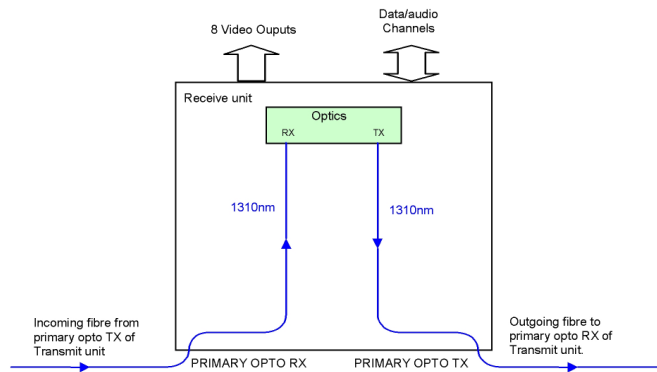 8 Video Ouputs
Data/audio
Channels
Receive unit
Optics
RX
TX
1310nm
1310nm
Incoming fibre from
primary opto TX of
Transmit unit
Outgoing fibre to
primary opto RX of
Transmit unit.
PRIMARY OPTO RX
PRIMARY OPTO TX